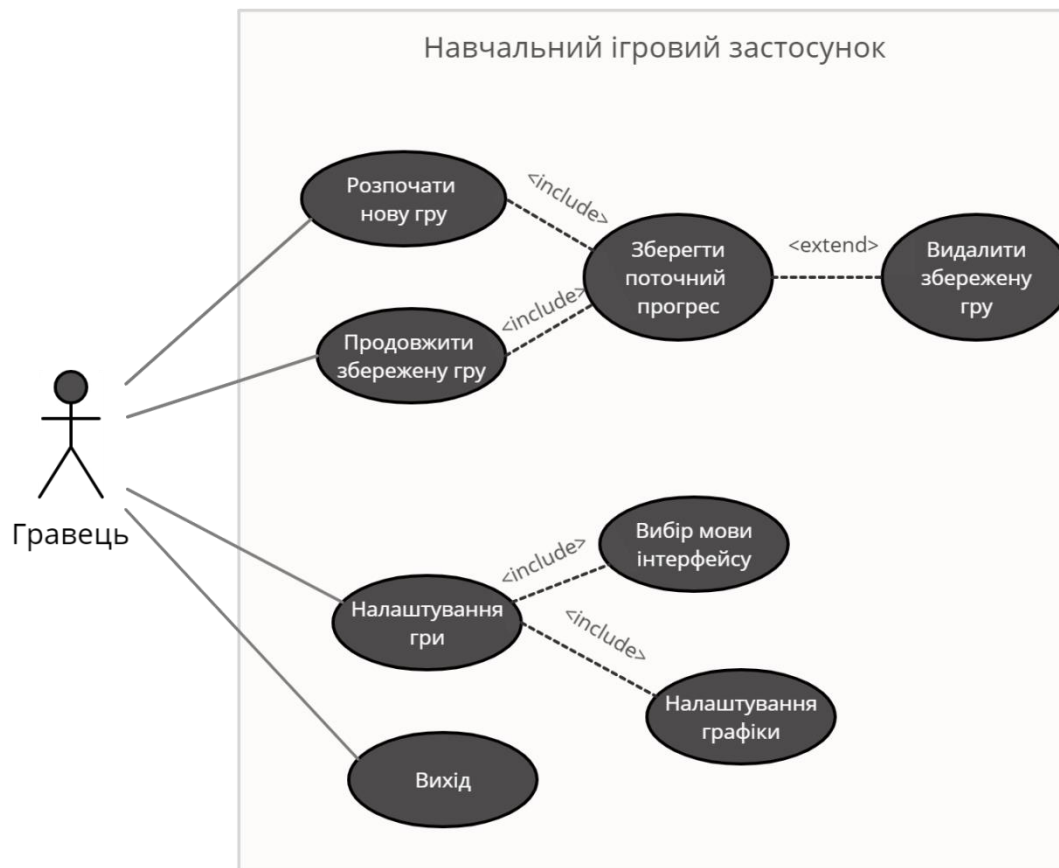 Навчальний ігровий застосунок
Розпочати
нову гру
<include>
Зберегти
поточний
прогрес
<extend>
Видалити
збережену
гру
<include>
Продовжити
збережену гру
Гравець
Вибір мови
інтерфейсу
<include>
Налаштування
гри
<include>
Налаштування
графіки
Вихід